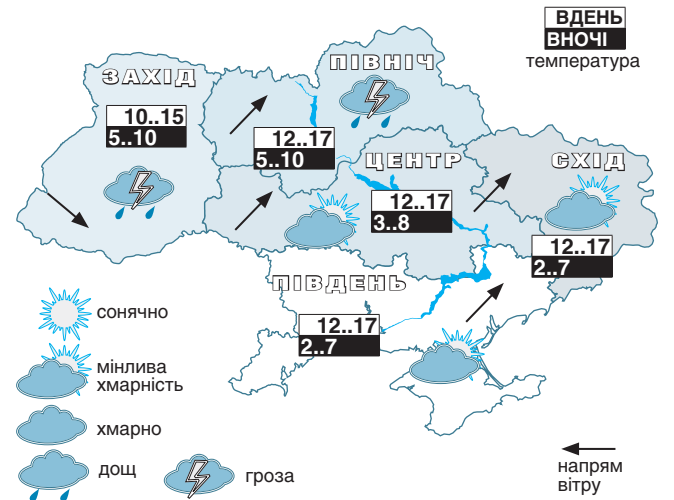 ВДЕНЬ
ВНОЧІ
температура
ЗАХІД
10..15
5..10
ПІВНІЧ
12..17
5..10
ЦЕНТР
12..17
3..8
СХІД
12..17
2..7
ПІВДЕНЬ
12..17
2..7
сонячно
мінлива
хмарність
хмарно
дощ
гроза
напрям
вітру